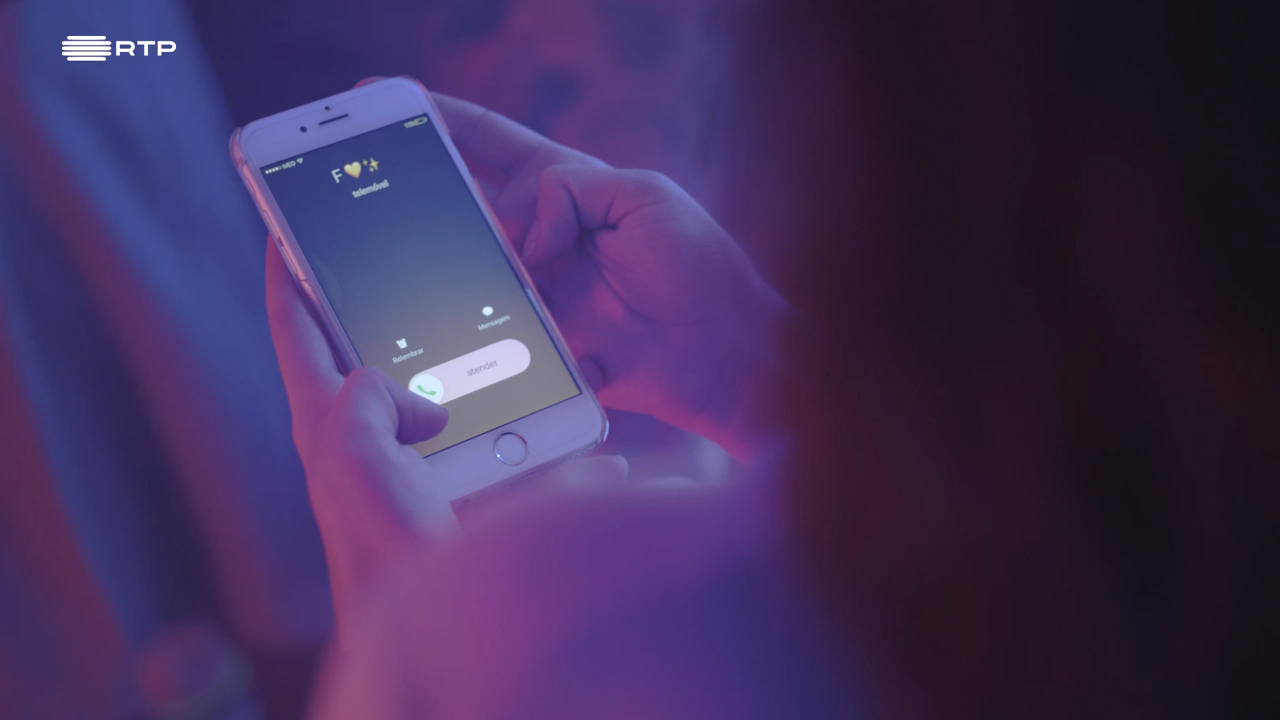 RTP
MEO
F💛✨
telemóvel
Relembrar
Mensagem
atender